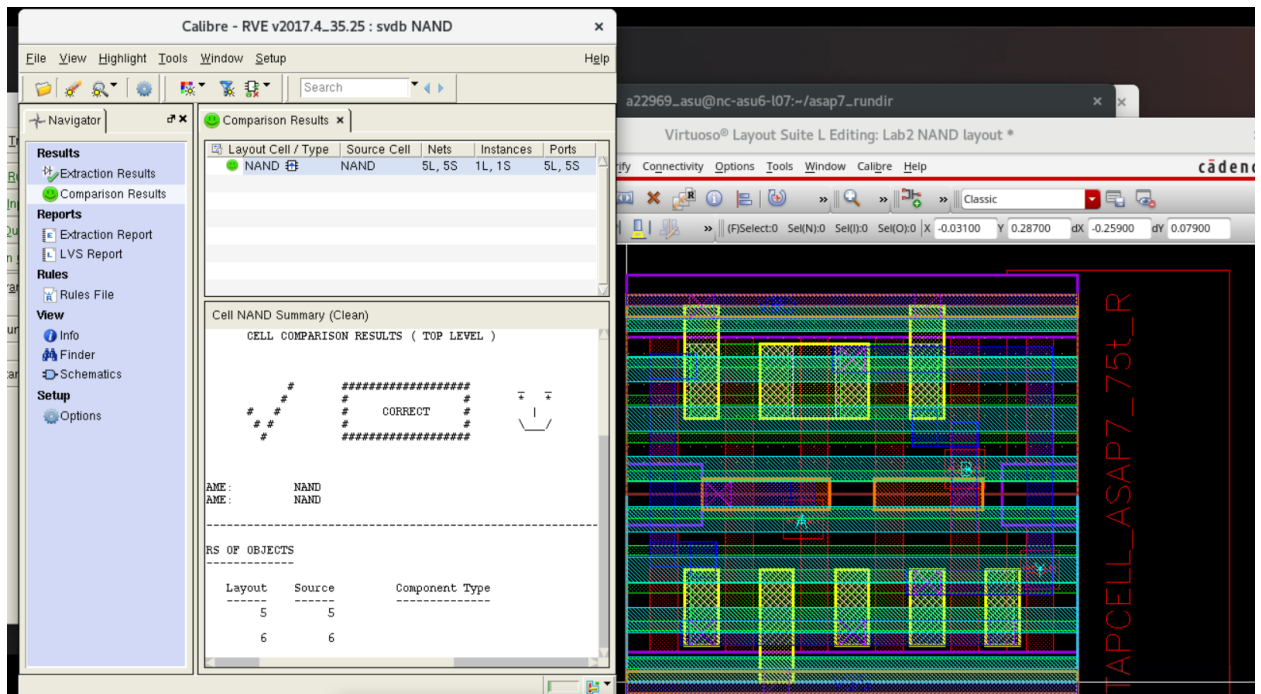 Calibre - RVE v2017.4_35.25 : svdb NAND
File View Highlight Tools Window Setup Help
Search
Navigator
Results
Extraction Results
Comparison Results
Reports
Extraction Report
LVS Report
Rules
Rules File
View
Info
Finder
Schematics
Setup
Options
Comparison Results
Layout Cell / Type Source Cell Nets Instances Ports
NAND NAND 5L, 5S 1L, 1S 5L, 5S
Cell NAND Summary (Clean)
CELL COMPARISON RESULTS ( TOP LEVEL )
CORRECT
AME: NAND
AME: NAND
RS OF OBJECTS
Layout Source Component Type
5 5
6 6
a22969_asu@nc-asu6-l07:~/asap7_rundir
Virtuoso® Layout Suite L Editing: Lab2 NAND layout *
ify Connectivity Options Tools Window Calibre Help
cādenc
Classic
(F)Select:0 Sel(N):0 Sel(I):0 Sel(O):0 X -0.03100 Y 0.28700 dX -0.25900 dY 0.07900
B
A
Y
TAPCELL_ASAP7_75t_R